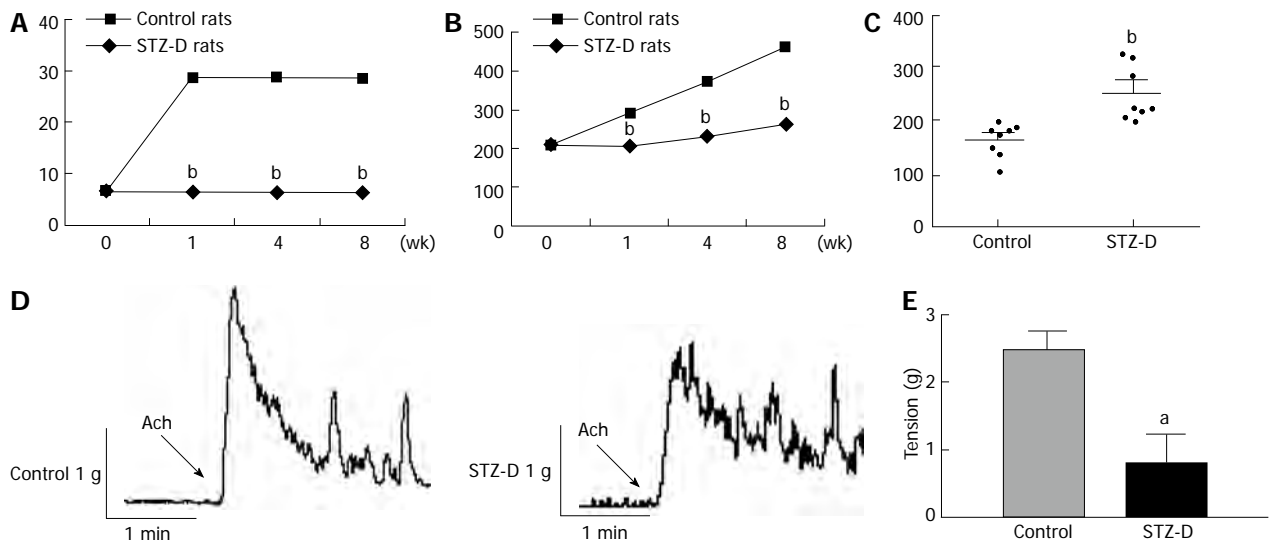 A
Control rats
STZ-D rats
40
30
20
10
0
b b b
0 1 4 8 (wk)
B
Control rats
STZ-D rats
500
400
300
200
100
0
b b b
0 1 4 8 (wk)
C
400
300
200
100
0
b
Control STZ-D
D
Ach
Control 1 g
1 min
Ach
STZ-D 1 g
1 min
E
Tension (g)
3
2
1
0
a
Control STZ-D